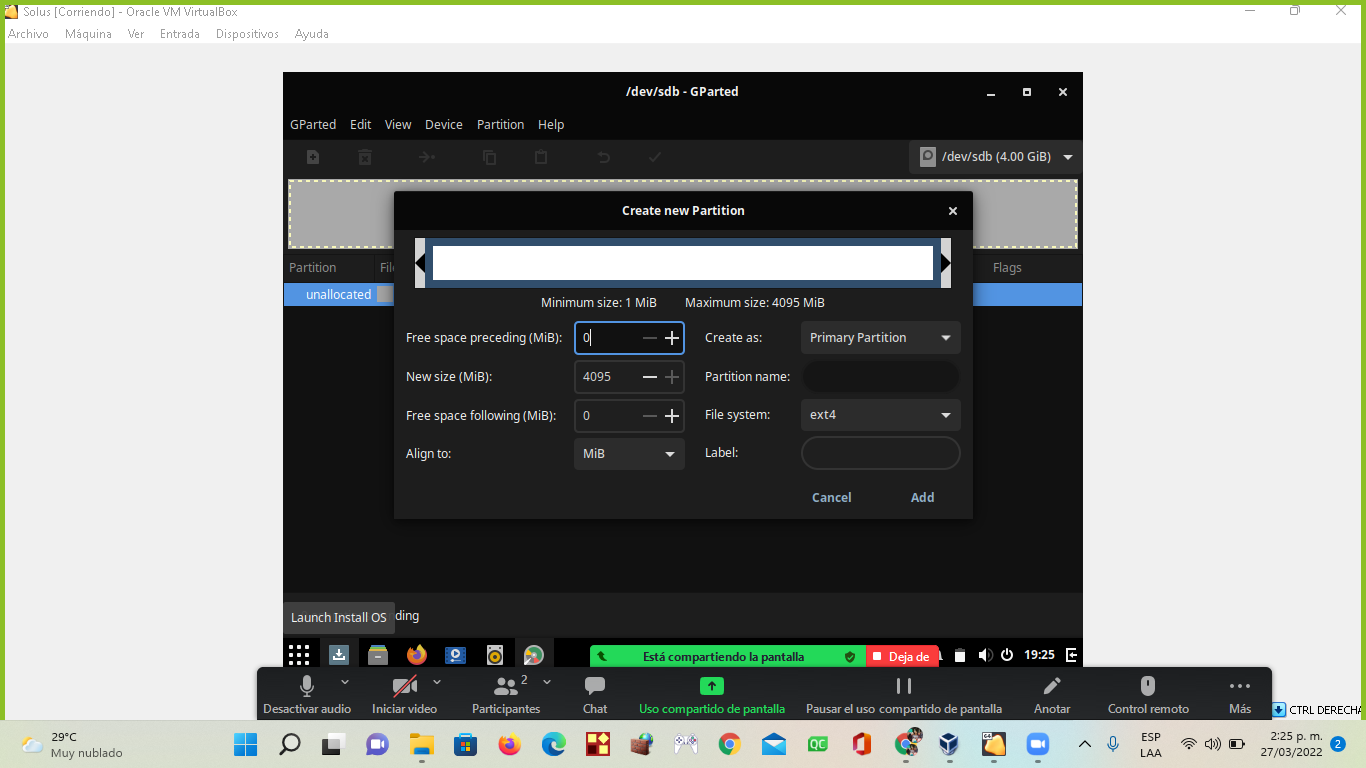 Solus [Corriendo] - Oracle VM VirtualBox
Archivo Máquina Ver Entrada Dispositivos Ayuda
/dev/sdb - GParted
GParted Edit View Device Partition Help
/dev/sdb (4.00 GiB)
Create new Partition
Partition File Flags
unallocated
Minimum size: 1 MiB Maximum size: 4095 MiB
Free space preceding (MiB): 0 Create as: Primary Partition
New size (MiB): 4095 Partition name:
Free space following (MiB): 0 File system: ext4
Align to: MiB Label:
Cancel Add
Launch Install OS ding
Está compartiendo la pantalla Deja de 19:25
2
Desactivar audio Iniciar video Participantes Chat Uso compartido de pantalla Pausar el uso compartido de pantalla Anotar Control remoto Más
CTRL DERECHA
29°C
Muy nublado
QC
ESP
LAA
2:25 p. m.
27/03/2022
2